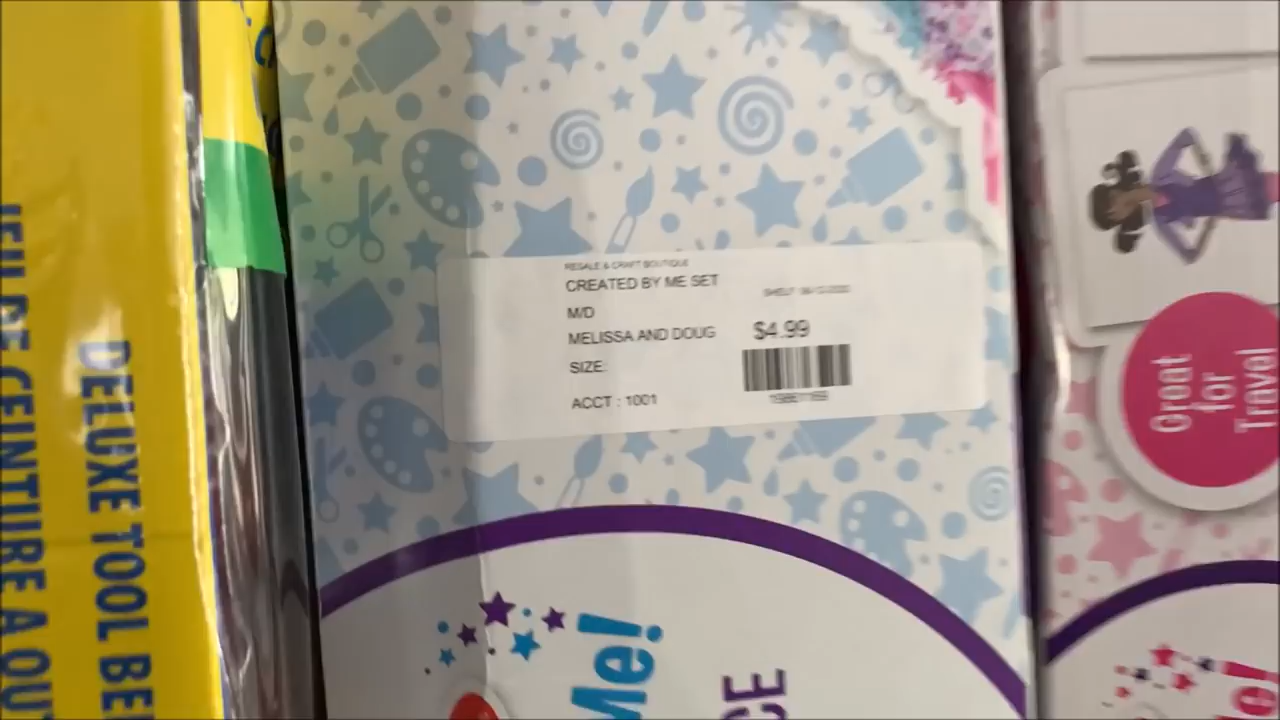 RESALE & CRAFT BOUTIQUE
CREATED BY ME SET
M/D
MELISSA AND DOUG
$4.99
SIZE:
ACCT : 1001
DELUXE TOOL BE
CEINTURE À OU
Me!
CE
Great
for
Travel